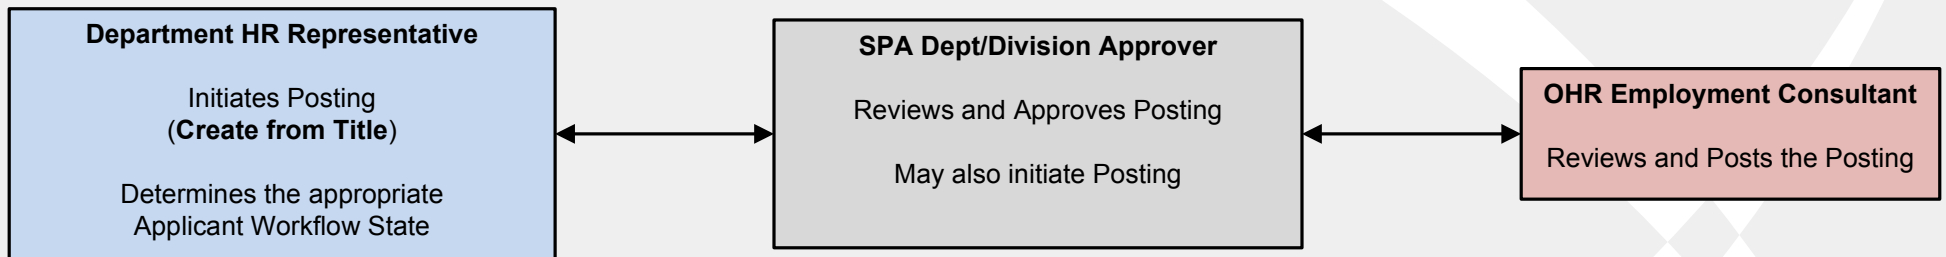 Department HR Representative
Initiates Posting
(Create from Title)
Determines the appropriate
Applicant Workflow State
SPA Dept/Division Approver
Reviews and Approves Posting
May also initiate Posting
OHR Employment Consultant
Reviews and Posts the Posting